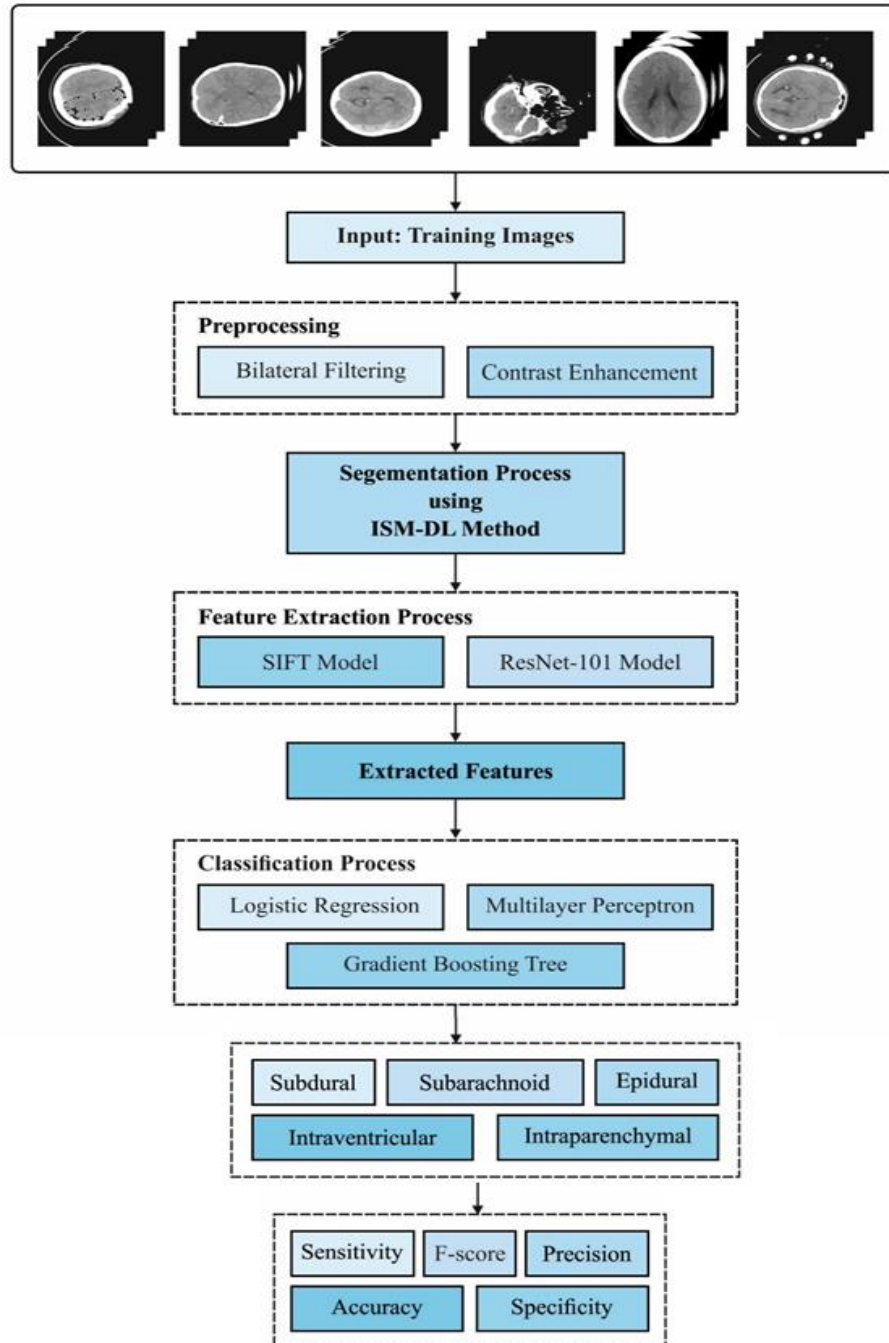 Input: Training Images
Preprocessing
Bilateral Filtering
Contrast Enhancement
Segementation Process
using
ISM-DL Method
Feature Extraction Process
SIFT Model
ResNet-101 Model
Extracted Features
Classification Process
Logistic Regression
Multilayer Perceptron
Gradient Boosting Tree
Subdural
Subarachnoid
Epidural
Intraventricular
Intraparenchymal
Sensitivity
F-score
Precision
Accuracy
Specificity